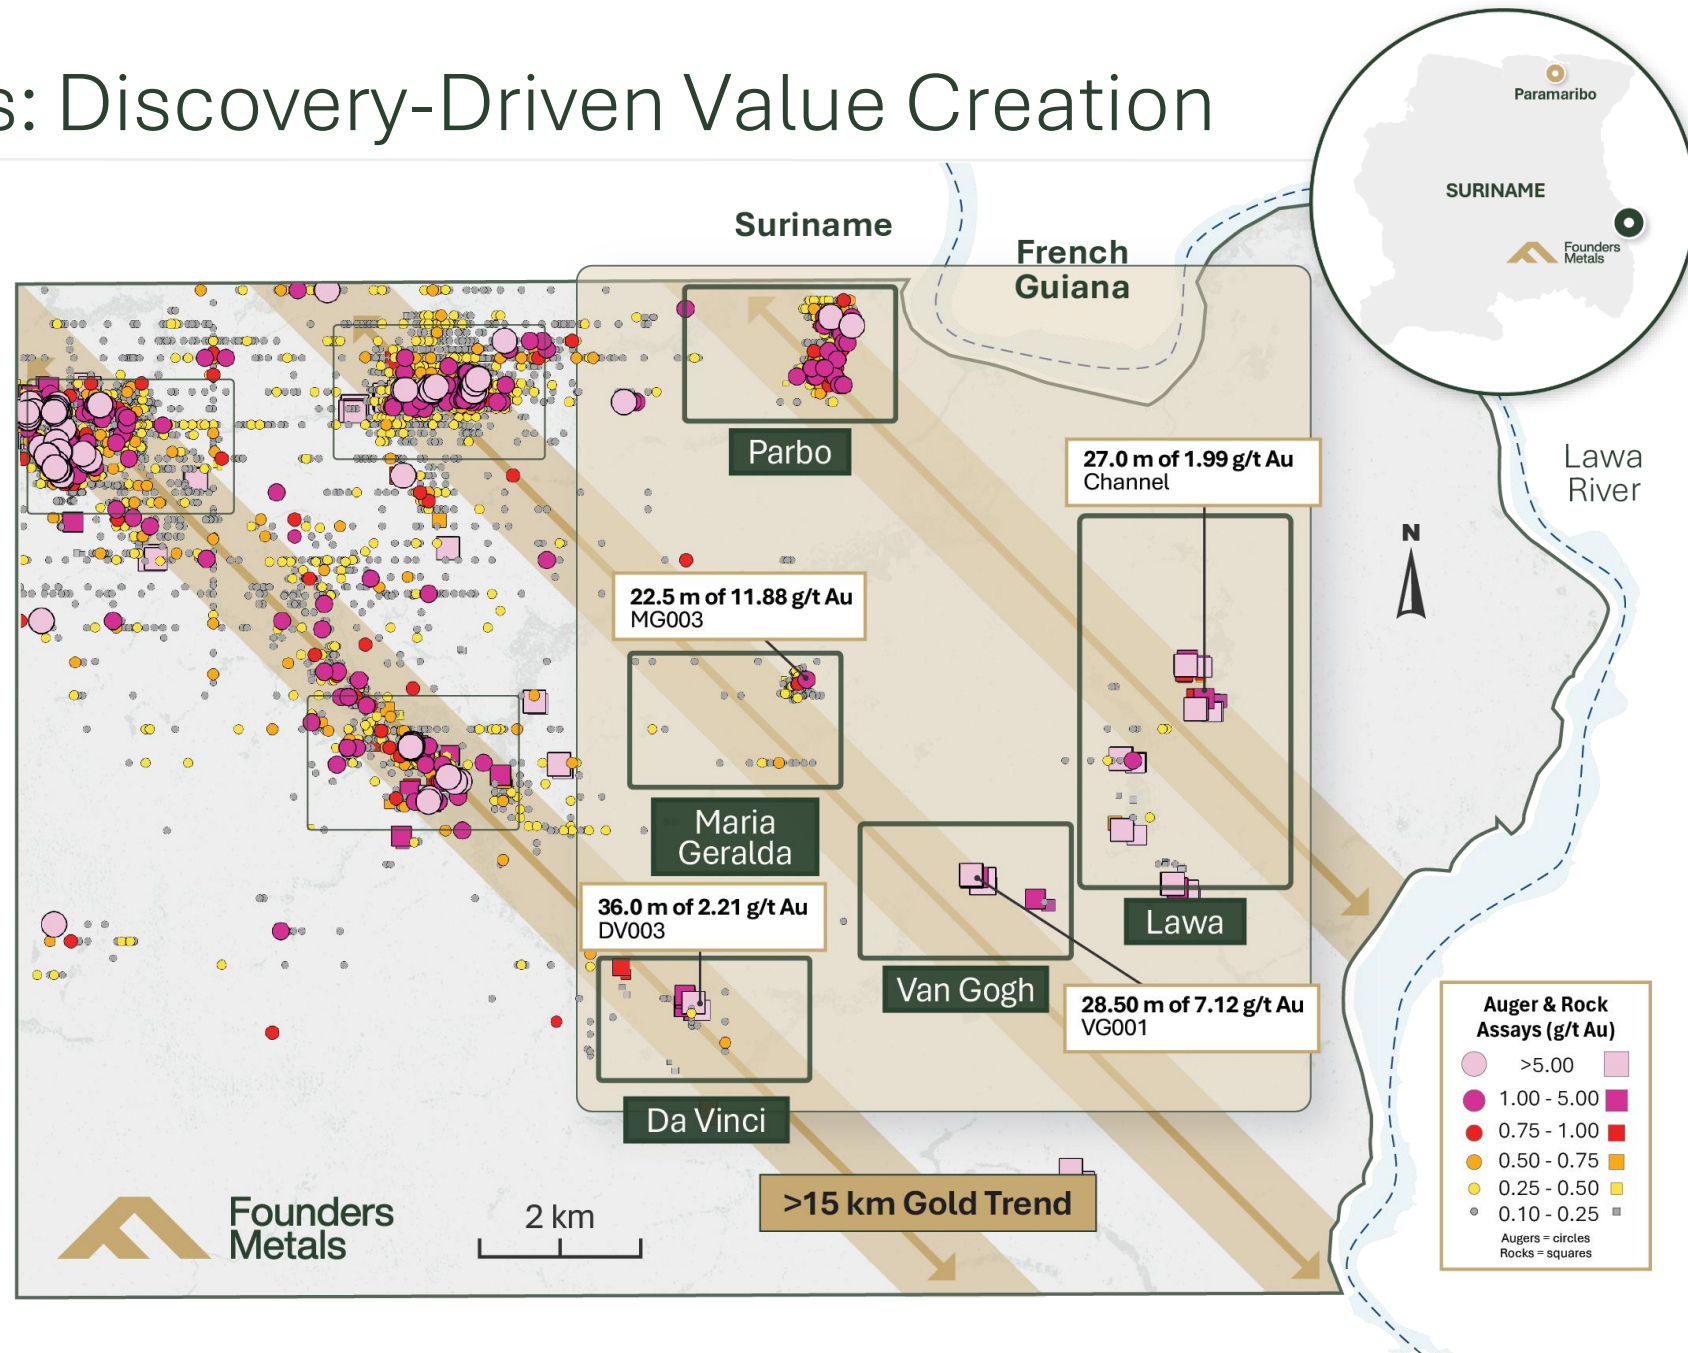 s: Discovery-Driven Value Creation
Paramaribo
SURINAME
Founders
Metals
Suriname
French
Guiana
Lawa
River
N
Parbo
27.0 m of 1.99 g/t Au
Channel
22.5 m of 11.88 g/t Au
MG003
Maria
Geralda
36.0 m of 2.21 g/t Au
DV003
Lawa
Van Gogh
28.50 m of 7.12 g/t Au
VG001
Da Vinci
>15 km Gold Trend
Founders
Metals
2 km
Auger & Rock
Assays (g/t Au)
>5.00
1.00 - 5.00
0.75 - 1.00
0.50 - 0.75
0.25 - 0.50
0.10 - 0.25
Augers = circles
Rocks = squares